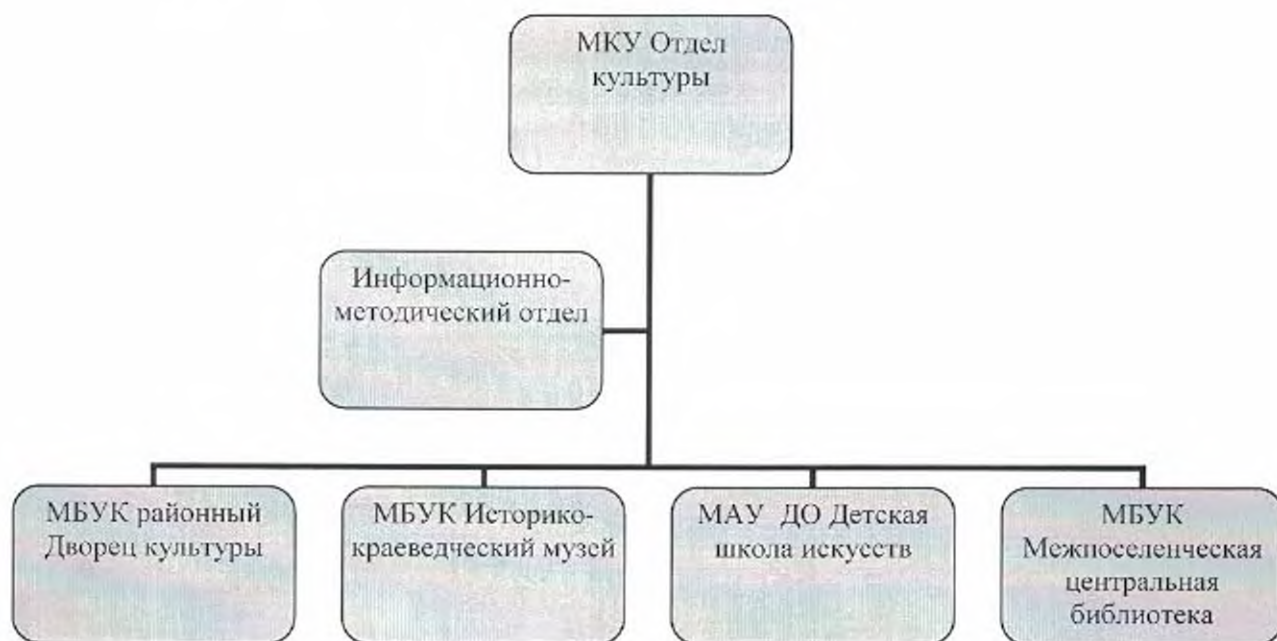 МКУ Отдел
культуры
Информационно-
методический отдел
МБУК районный
Дворец культуры
МБУК Историко-
краеведческий музей
МАУ ДО Детская
школа искусств
МБУК
Межпоселенческая
центральная
библиотека